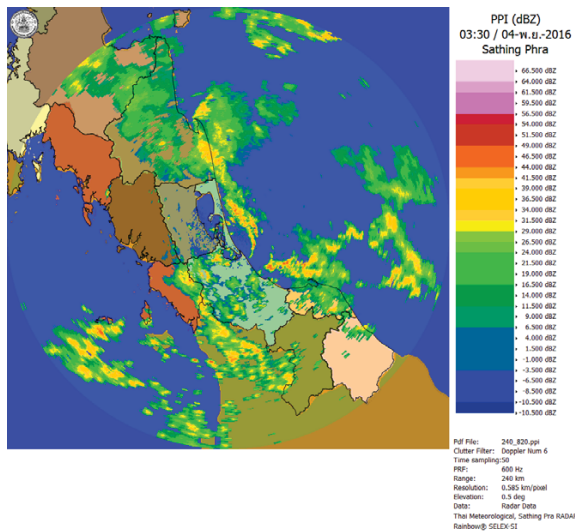 PPI (dBZ)
03:30 / 04-พ.ย.-2016
Sathing Phra
66.500 dBZ
64.000 dBZ
61.500 dBZ
59.500 dBZ
56.500 dBZ
54.000 dBZ
51.500 dBZ
49.000 dBZ
46.500 dBZ
44.000 dBZ
41.500 dBZ
39.000 dBZ
36.500 dBZ
34.000 dBZ
31.500 dBZ
29.000 dBZ
26.500 dBZ
24.000 dBZ
21.500 dBZ
19.000 dBZ
16.500 dBZ
14.000 dBZ
11.500 dBZ
9.000 dBZ
6.500 dBZ
4.000 dBZ
1.500 dBZ
-1.000 dBZ
-3.500 dBZ
-6.500 dBZ
-8.500 dBZ
-10.500 dBZ
-10.500 dBZ
Pdf File: 240_820.ppi
Clutter Filter: Doppler Num 6
Time sampling:50
PRF: 600 Hz
Range: 240 km
Resolution: 0.585 km/pixel
Elevation: 0.5 deg
Data: Radar Data
Thai Meteorological, Sathing Pra RADAI
Rainbow® SELEX-SI